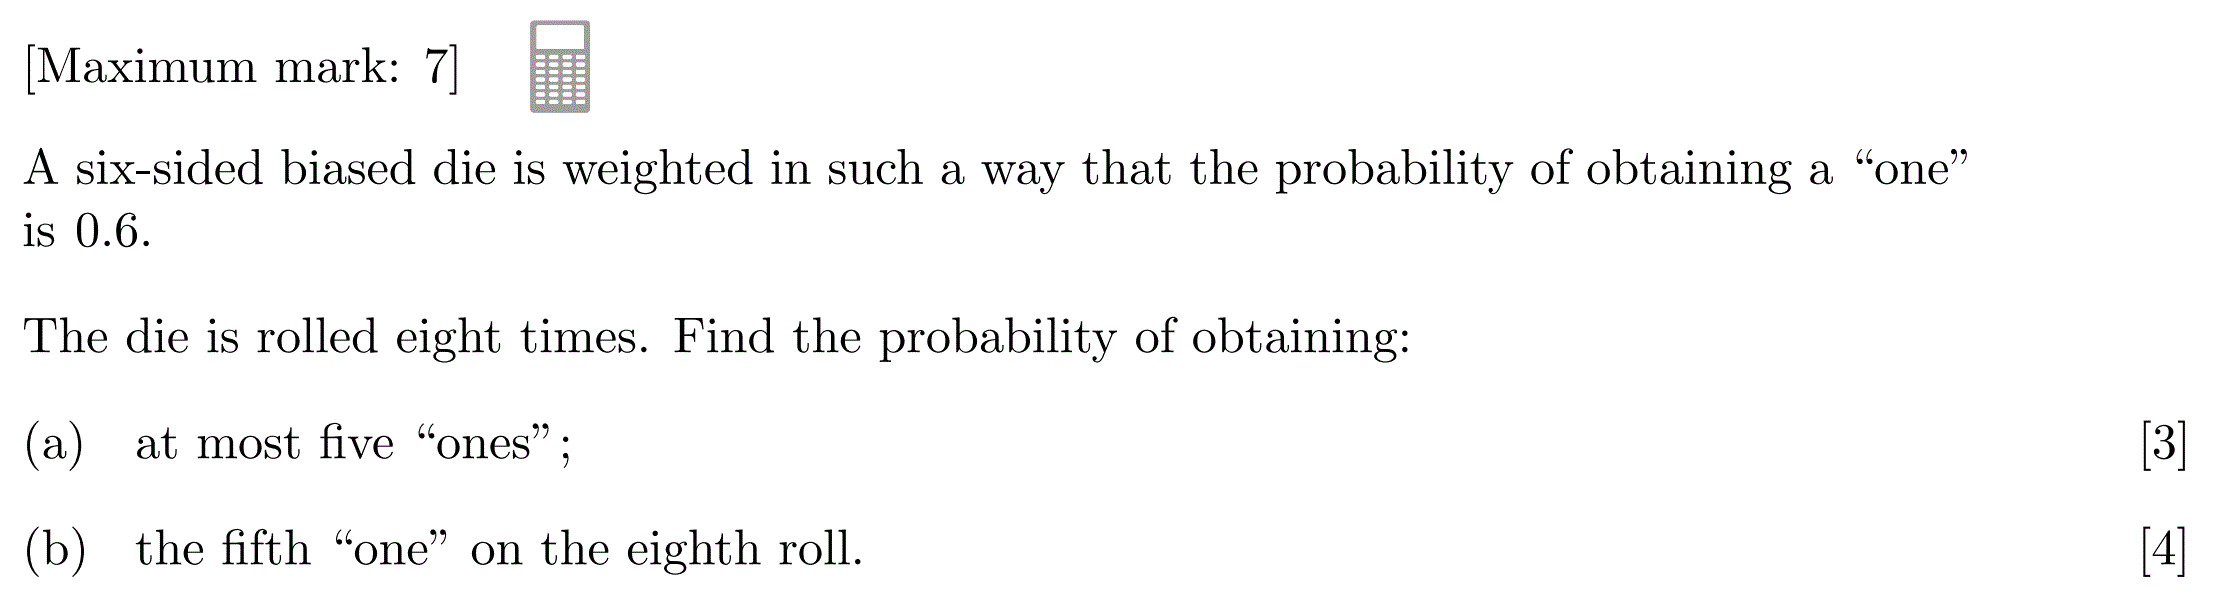 [Maximum mark: 7]
A six-sided biased die is weighted in such a way that the probability of obtaining a “one”
is 0.6.
The die is rolled eight times. Find the probability of obtaining:
(a) at most five “ones”; [3]
(b) the fifth “one” on the eighth roll. [4]